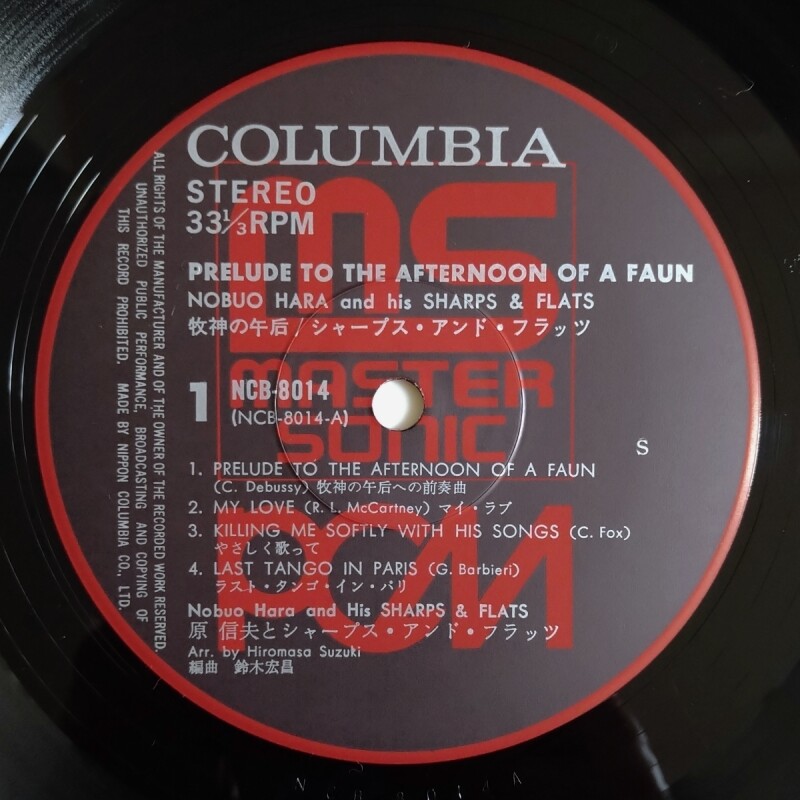 COLUMBIA
STEREO
33⅓RPM
PRELUDE TO THE AFTERNOON OF A FAUN
NOBUO HARA and his SHARPS & FLATS
牧神の午后/シャープス・アンド・フラッツ
MS
MASTER
SONIC
PCM
1
NCB-8014
(NCB-8014-A)
S
1. PRELUDE TO THE AFTERNOON OF A FAUN
(C. Debussy) 牧神の午后への前奏曲
2. MY LOVE (R. L. McCartney) マイ・ラブ
3. KILLING ME SOFTLY WITH HIS SONGS (C. Fox)
やさしく歌って
4. LAST TANGO IN PARIS (G. Barbieri)
ラスト・タンゴ・イン・パリ
Nobuo Hara and His SHARPS & FLATS
原 信夫とシャープス・アンド・フラッツ
Arr. by Hiromasa Suzuki
編曲 鈴木宏昌
ALL RIGHTS OF THE MANUFACTURER AND OF THE OWNER OF THE RECORDED WORK RESERVED.
UNAUTHORIZED PUBLIC PERFORMANCE, BROADCASTING AND COPYING OF
THIS RECORD PROHIBITED. MADE BY NIPPON COLUMBIA CO., LTD.